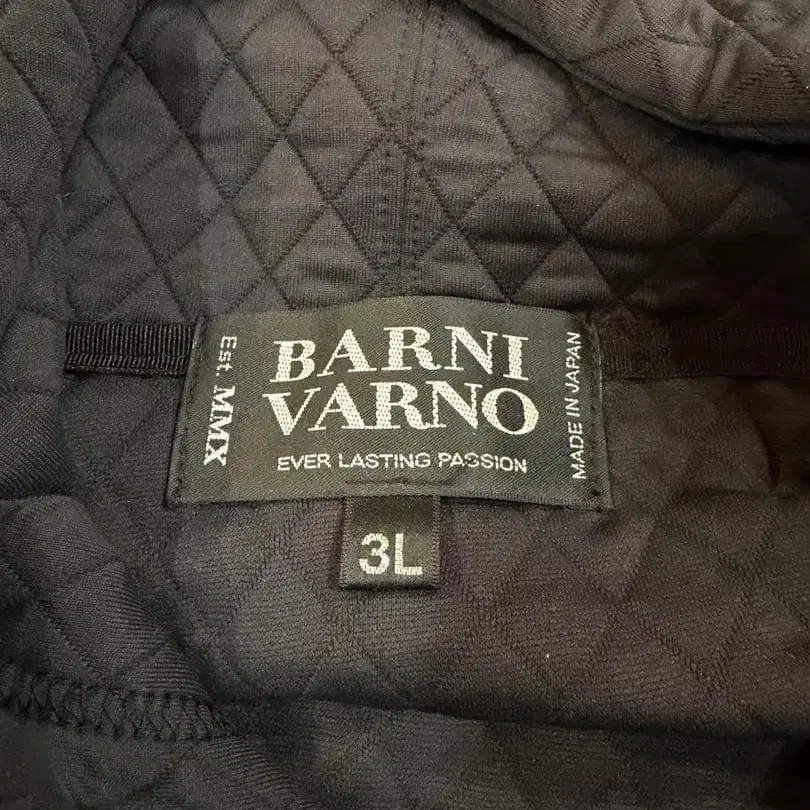 Est. MMX
BARNI
VARNO
EVER LASTING PASSION
MADE IN JAPAN
3L